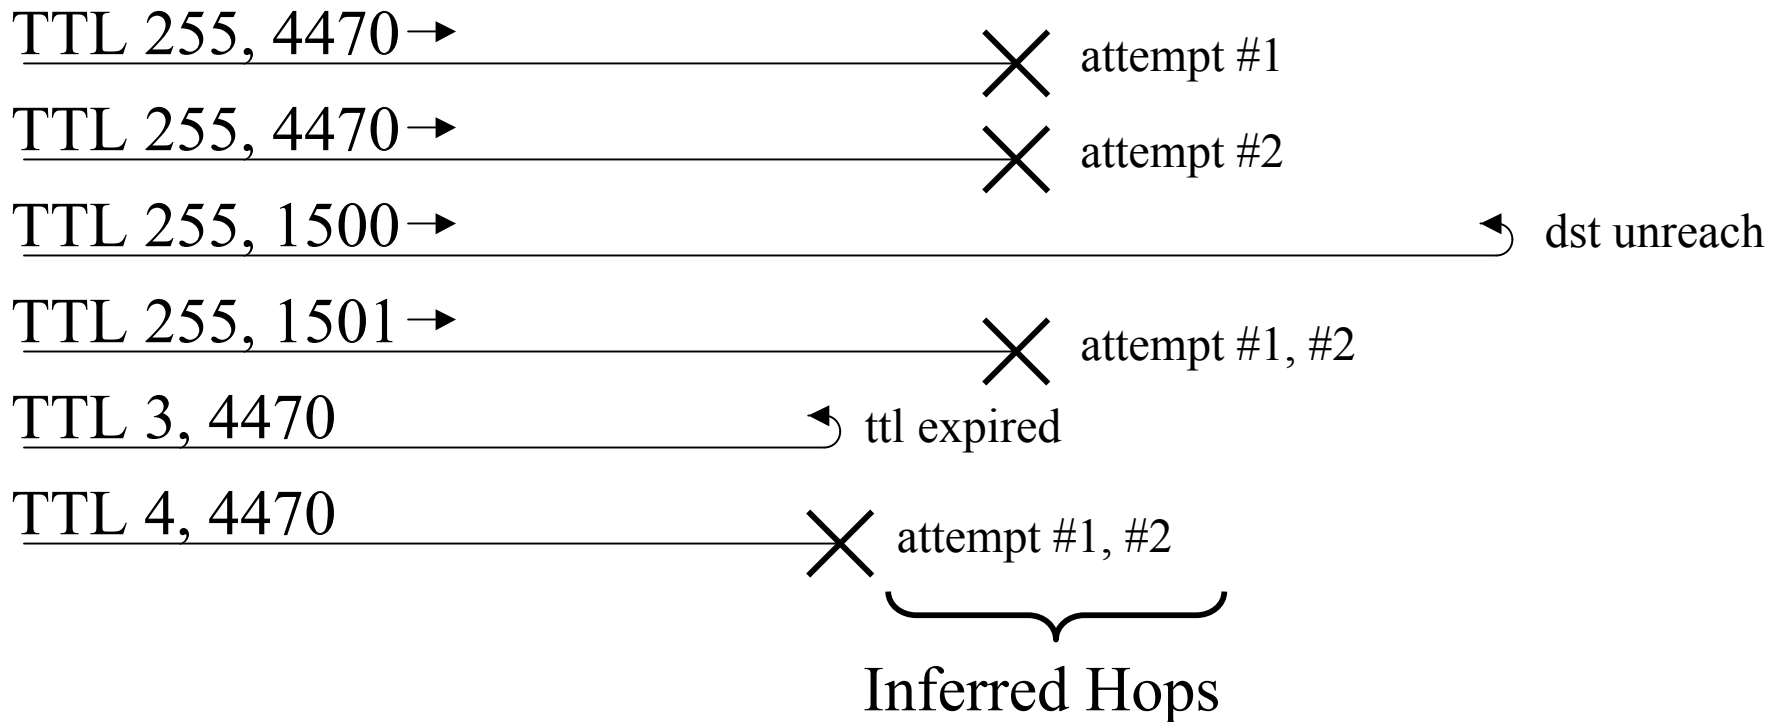 TTL 255, 4470
attempt #1
TTL 255, 4470
attempt #2
TTL 255, 1500
dst unreach
TTL 255, 1501
attempt #1, #2
TTL 3, 4470
ttl expired
TTL 4, 4470
attempt #1, #2
Inferred Hops